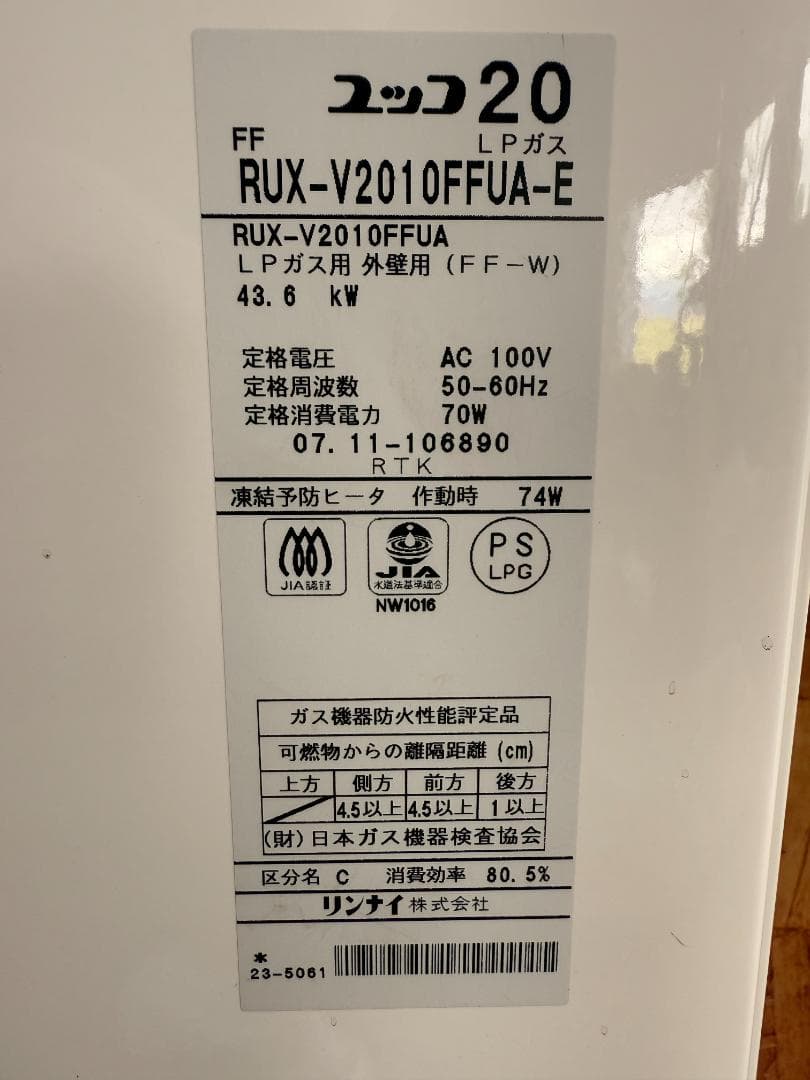 ユッコ20
FF LPガス
RUX-V2010FFUA-E
RUX-V2010FFUA
LPガス用 外壁用(FF-W)
43.6 kW
定格電圧 AC 100V
定格周波数 50-60Hz
定格消費電力 70W
07.11-106890
RTK
凍結予防ヒータ 作動時 74W
JIA認証
JIA
水道法基準適合
NW1016
PS
LPG
ガス機器防火性能評定品
可燃物からの離隔距離(cm)
上方 側方 前方 後方
4.5以上 4.5以上 1以上
(財)日本ガス機器検査協会
区分名 C 消費効率 80.5%
リンナイ株式会社
水
23-5061